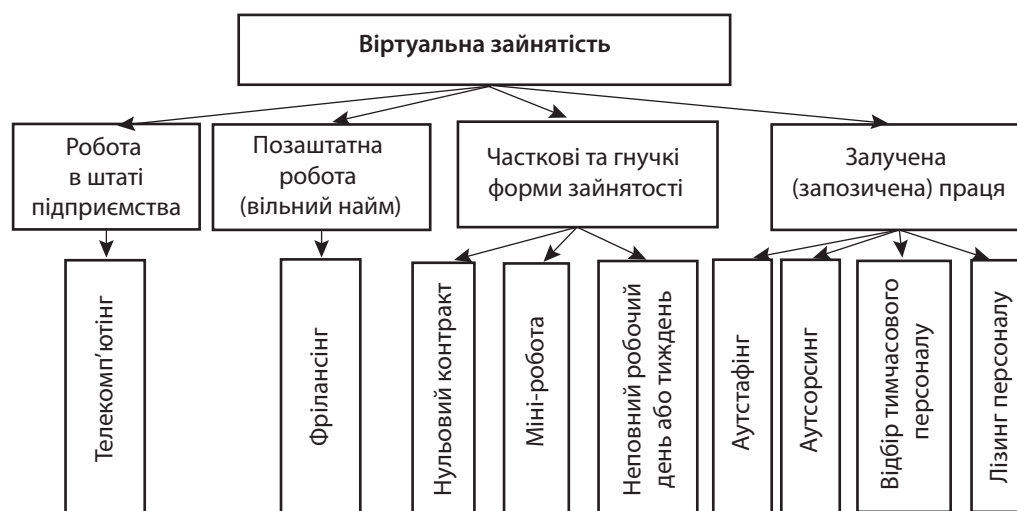 Віртуальна зайнятість
Робота
в штаті
підприємства
Позаштатна
робота
(вільний найм)
Часткові та гнучкі
форми зайнятості
Залучена
(запозичена) праця
Телекомп'ютінг
Фрілансінг
Нульовий контракт
Міні-робота
Неповний робочий
день або тиждень
Аутстафінг
Аутсорсинг
Відбір тимчасового
персоналу
Лізинг персоналу